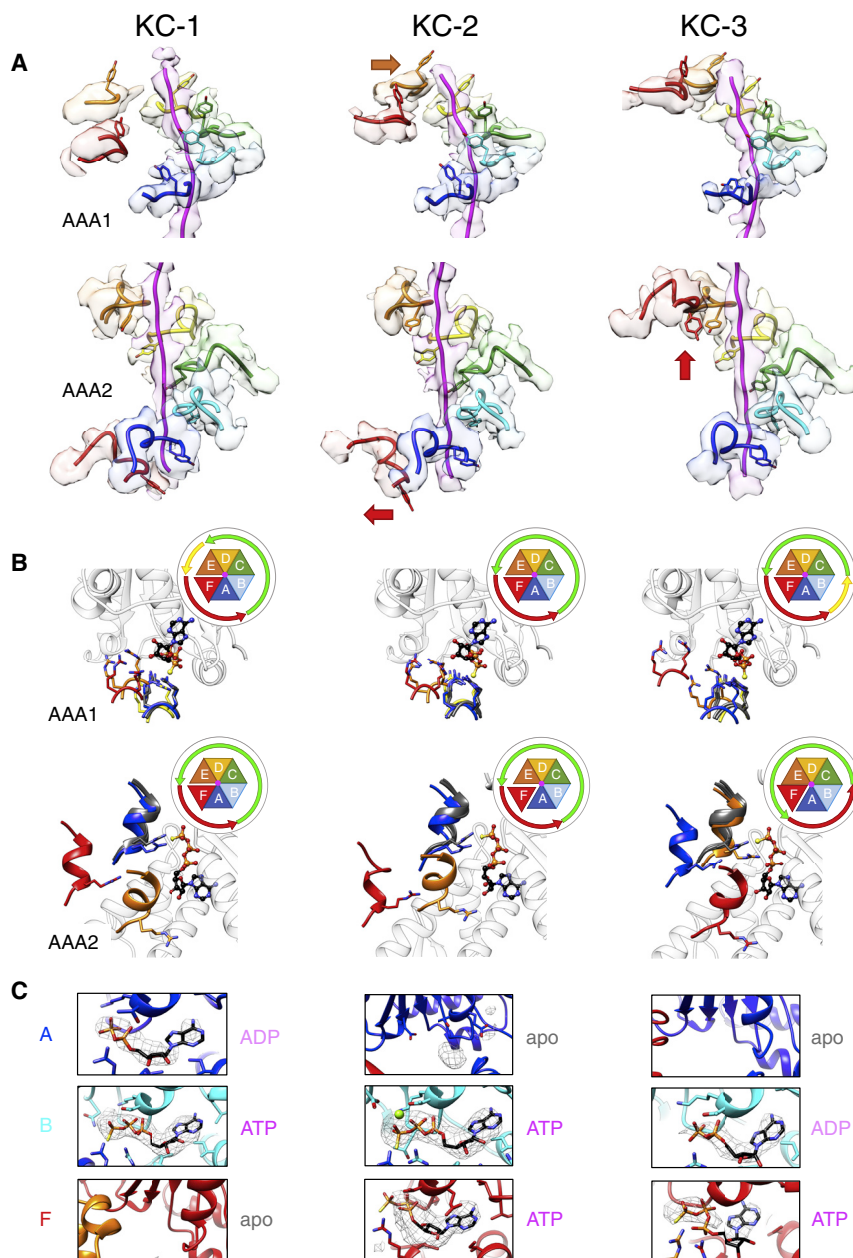 KC-1 KC-2 KC-3
A
AAA1
AAA2
B
E D C F A B
E D C F A B
E D C F A B
AAA1
E D C F A B
E D C F A B
E D C F A B
AAA2
C
A ADP apo apo
B ATP ATP ADP
F apo ATP ATP